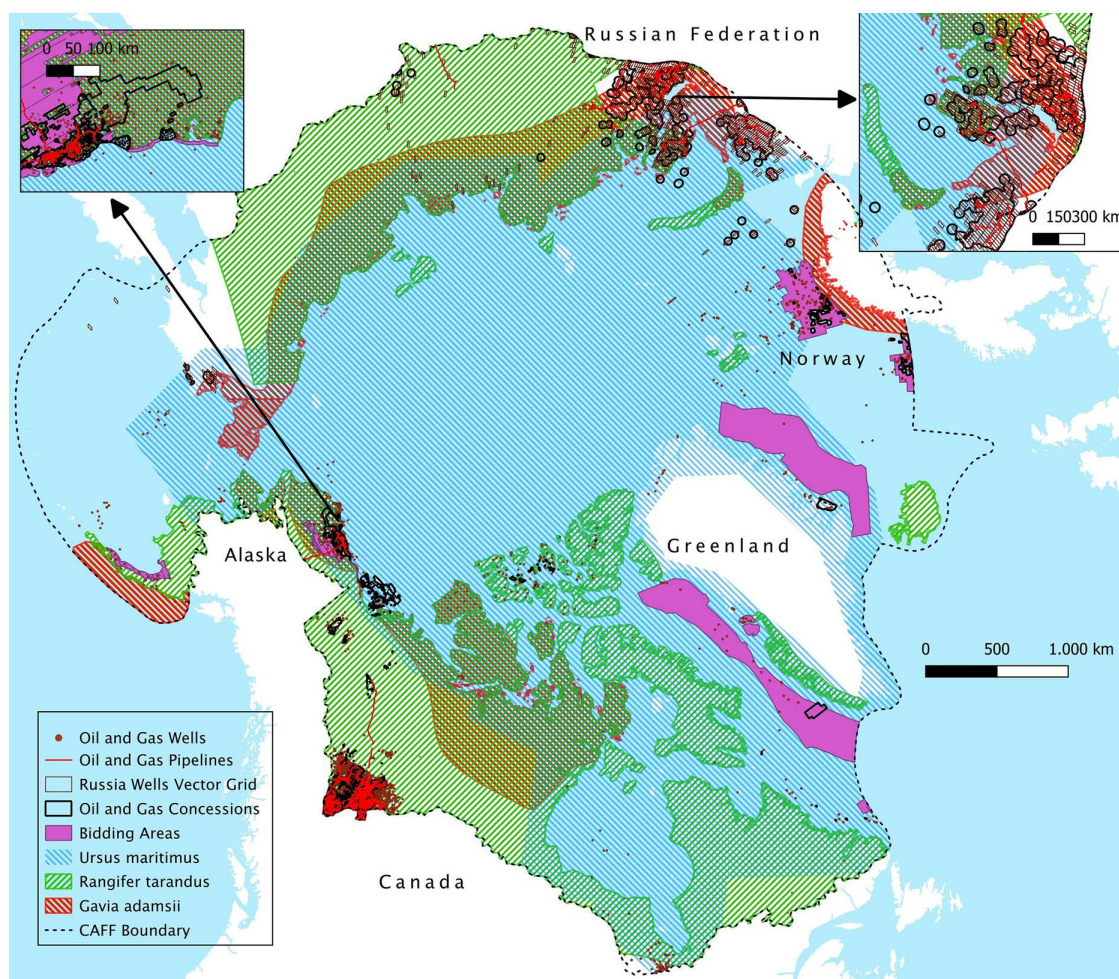 Russian Federation
0 50 100 km
0 150300 km
Norway
Alaska
Greenland
0 500 1.000 km
Canada
Oil and Gas Wells
Oil and Gas Pipelines
Russia Wells Vector Grid
Oil and Gas Concessions
Bidding Areas
Ursus maritimus
Rangifer tarandus
Gavia adamsii
CAFF Boundary